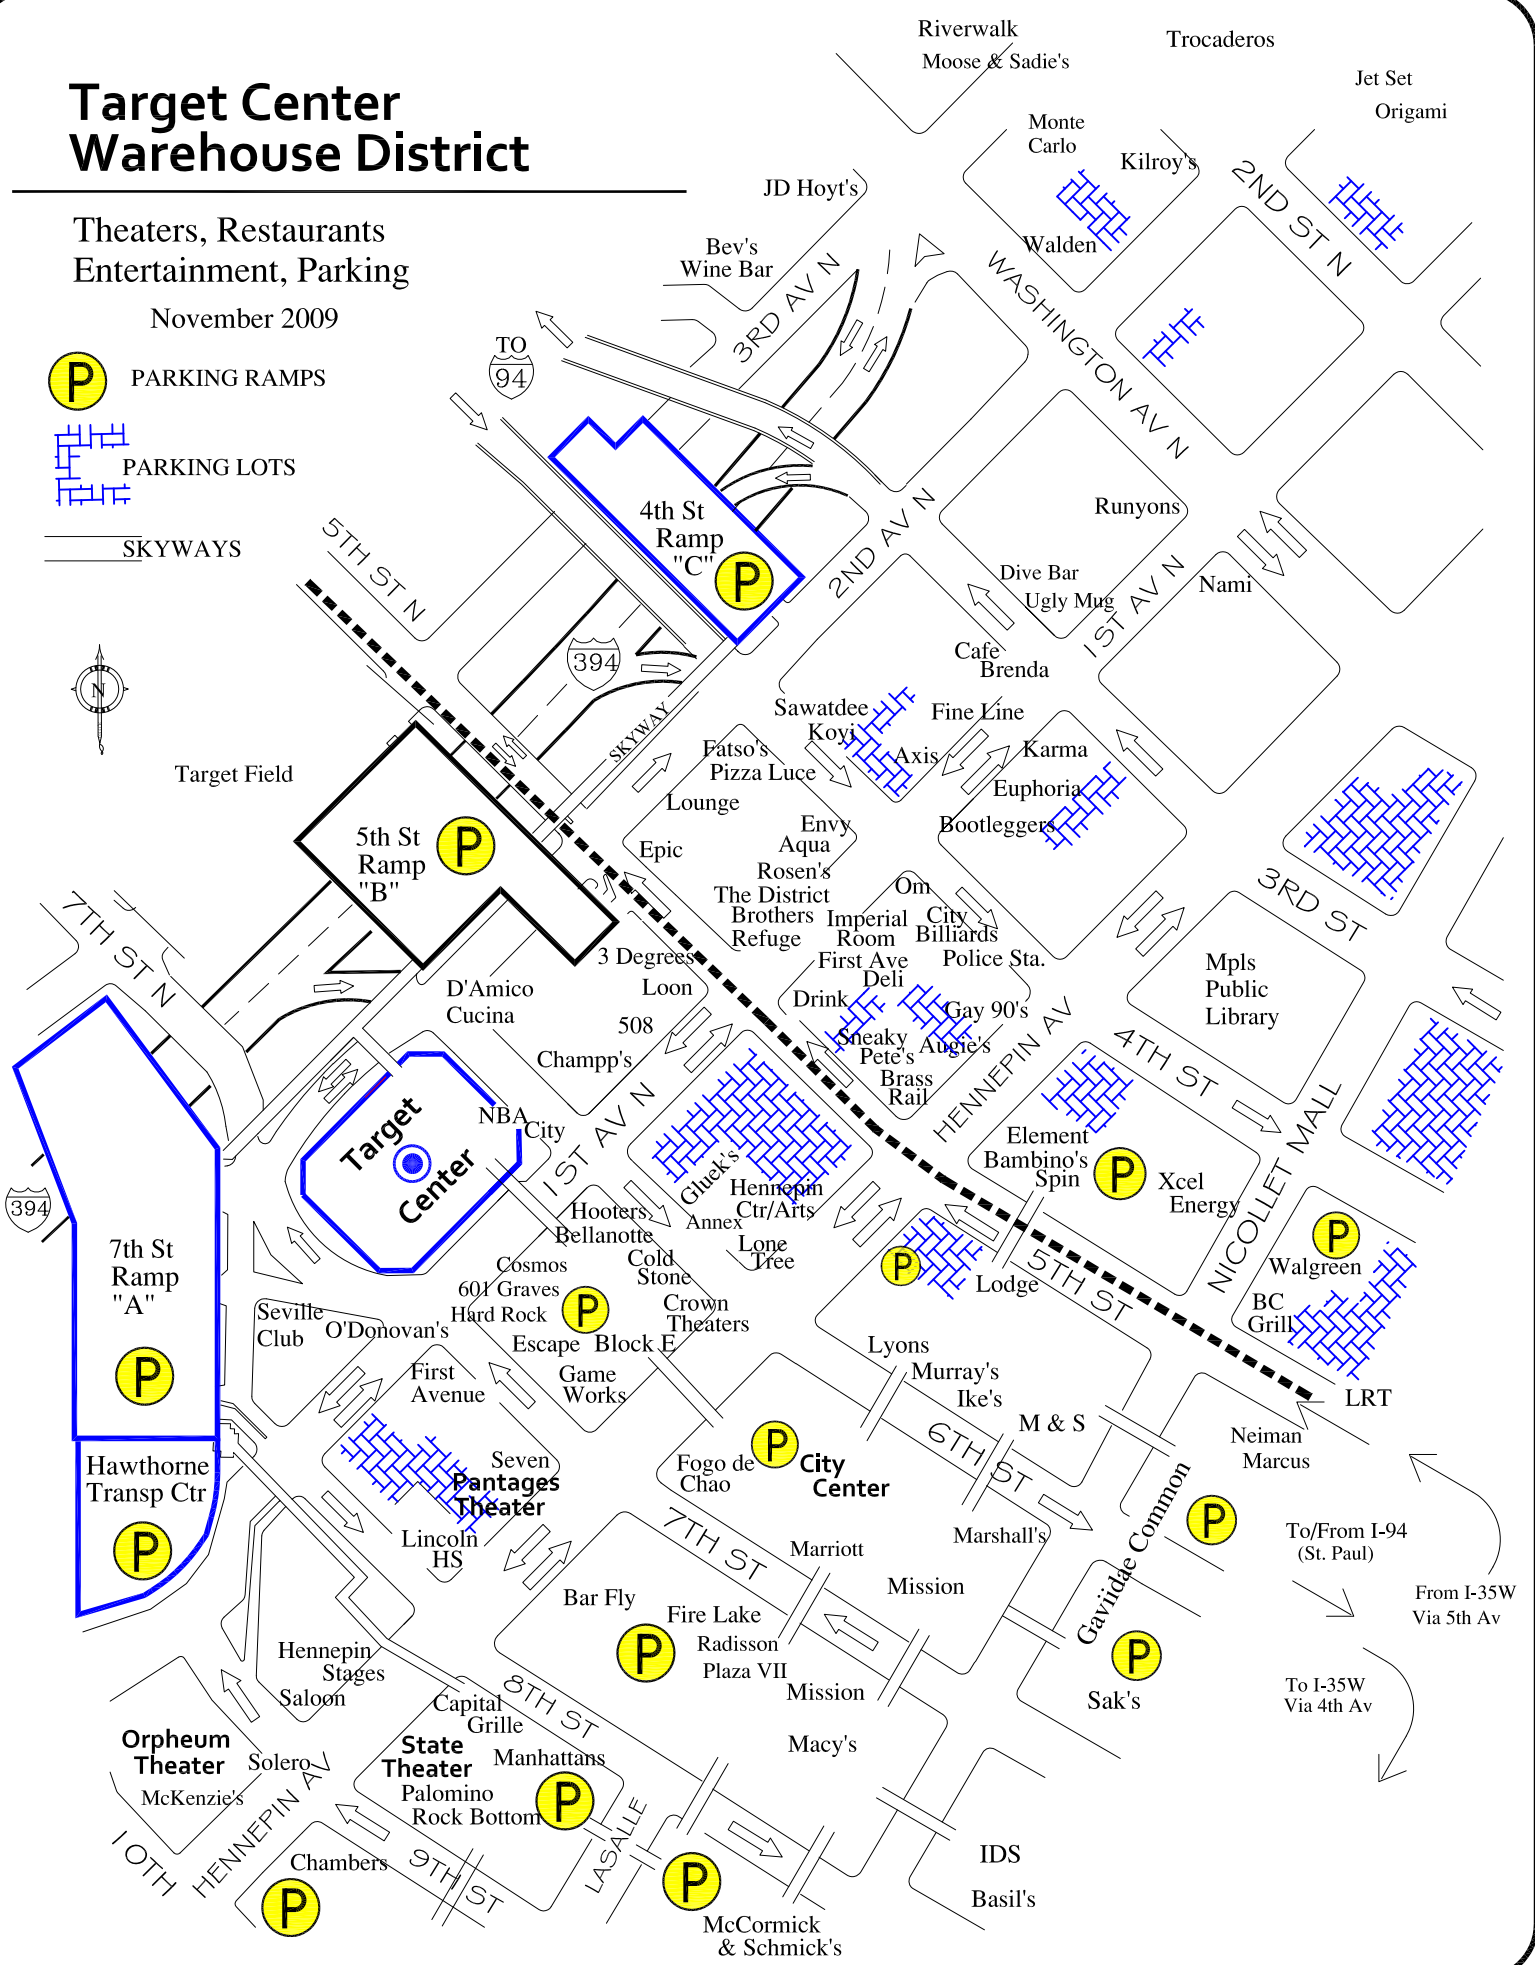 Target Center
Warehouse District
Theaters, Restaurants
Entertainment, Parking
November 2009
P PARKING RAMPS
PARKING LOTS
SKYWAYS
Riverwalk
Moose & Sadie's
Trocaderos
Jet Set
Origami
Monte
Carlo
Kilroy's
2ND ST N
JD Hoyt's
Walden
Bev's
Wine Bar
3RD AV N
WASHINGTON AV N
TO
94
4th St
Ramp
"C"
P
2ND AV N
Runyons
5TH ST N
Dive Bar
Ugly Mug
1ST AV N
Nami
394
N
Cafe
Brenda
SKYWAY
Sawatdee
Koyi
Fine Line
Axis
Karma
Euphoria
Bootleggers
Target Field
Fatso's
Pizza Luce
Lounge
Envy
Aqua
Epic
Rosen's
The District
Brothers
Refuge
5th St
Ramp
"B"
P
Om
Imperial
Room
City
Billiards
First Ave
Deli
Police Sta.
3RD ST
7TH ST N
3 Degrees
Loon
D'Amico
Cucina
508
Champp's
Drink
Gay 90's
Sneaky
Pete's
Augie's
Brass
Rail
HENNEPIN AV
Mpls
Public
Library
4TH ST
NICOLLET MALL
Target
Center
NBA
City
1ST AV N
Gluek's
Hennepin
Ctr/Arts
Annex
Lone
Tree
Element
Bambino's
Spin
P
Xcel
Energy
394
7th St
Ramp
"A"
P
Hooters
Bellanotte
Cosmos
601 Graves
Hard Rock
Cold
Stone
P
Crown
Theaters
Escape
Block E
Game
Works
P
Lodge
5TH ST
P
Walgreen
BC
Grill
LRT
Seville
Club
O'Donovan's
First
Avenue
Lyons
Murray's
Ike's
M & S
6TH ST
Neiman
Marcus
Hawthorne
Transp Ctr
P
Seven
Pantages
Theater
Lincoln
HS
Fogo de
Chao
P
City
Center
7TH ST
Marriott
Marshall's
Mission
Gaviidae Common
P
To/From I-94
(St. Paul)
From I-35W
Via 5th Av
To I-35W
Via 4th Av
Bar Fly
Fire Lake
P
Radisson
Plaza VII
Mission
P
Sak's
Hennepin
Stages
Saloon
8TH ST
Macy's
Capital
Grille
Orpheum
Theater
Solero
McKenzie's
State
Theater
Manhattans
Palomino
Rock Bottom
P
HENNEPIN AV
10TH
LASALLE
Chambers
P
9TH ST
P
McCormick
& Schmick's
IDS
Basil's